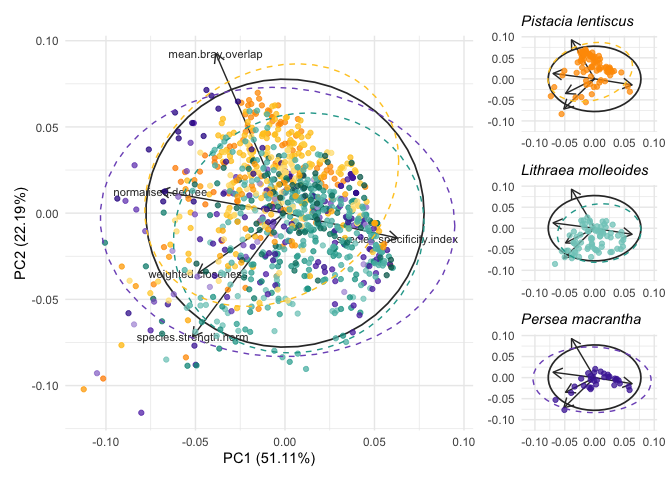 Pistacia lentiscus
0.10
0.05
0.00
-0.05
-0.10
-0.10 -0.05 0.00 0.05 0.10
PC1 (51.11%)
PC2 (22.19%)
mean.bray.overlap
normalised.degree
species.specificity.index
weighted.closeness
species.strength.norm
0.10
0.05
0.00
-0.05
-0.10
-0.10 -0.05 0.00 0.05 0.10
Lithraea molleoides
0.10
0.05
0.00
-0.05
-0.10
-0.10 -0.05 0.00 0.05 0.10
Persea macrantha
0.10
0.05
0.00
-0.05
-0.10
-0.10 -0.05 0.00 0.05 0.10